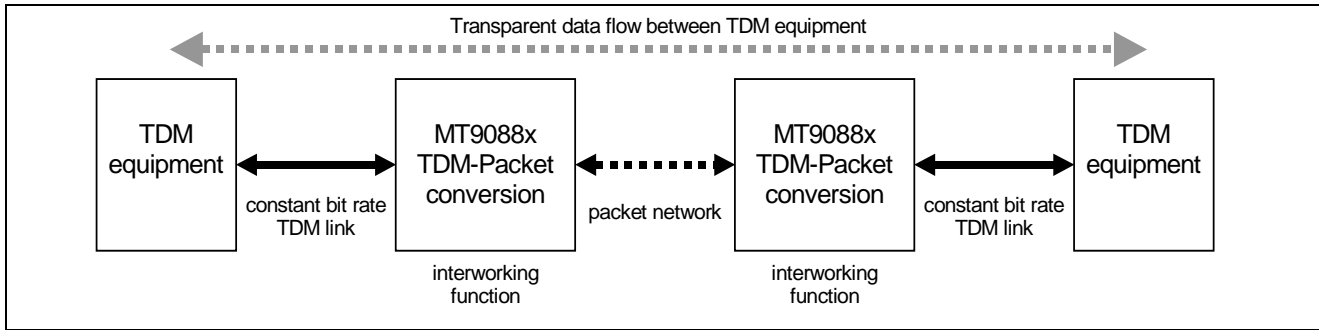 Transparent data flow between TDM equipment
TDM
equipment
constant bit rate
TDM link
MT9088x
TDM-Packet
conversion
interworking
function
packet network
MT9088x
TDM-Packet
conversion
interworking
function
constant bit rate
TDM link
TDM
equipment